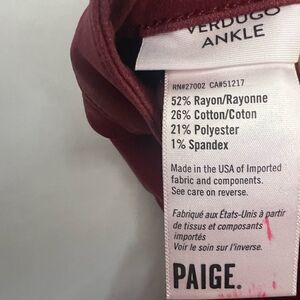 VERDUGO
ANKLE
RN#27002 CA#51217
52% Rayon/Rayonne
26% Cotton/Coton
21% Polyester
1% Spandex
Made in the USA of Imported
fabric and components.
See care on reverse.
Fabriqué aux États-Unis à partir
de tissus et composants
importés
Voir le soin sur l'inverse.
PAIGE.